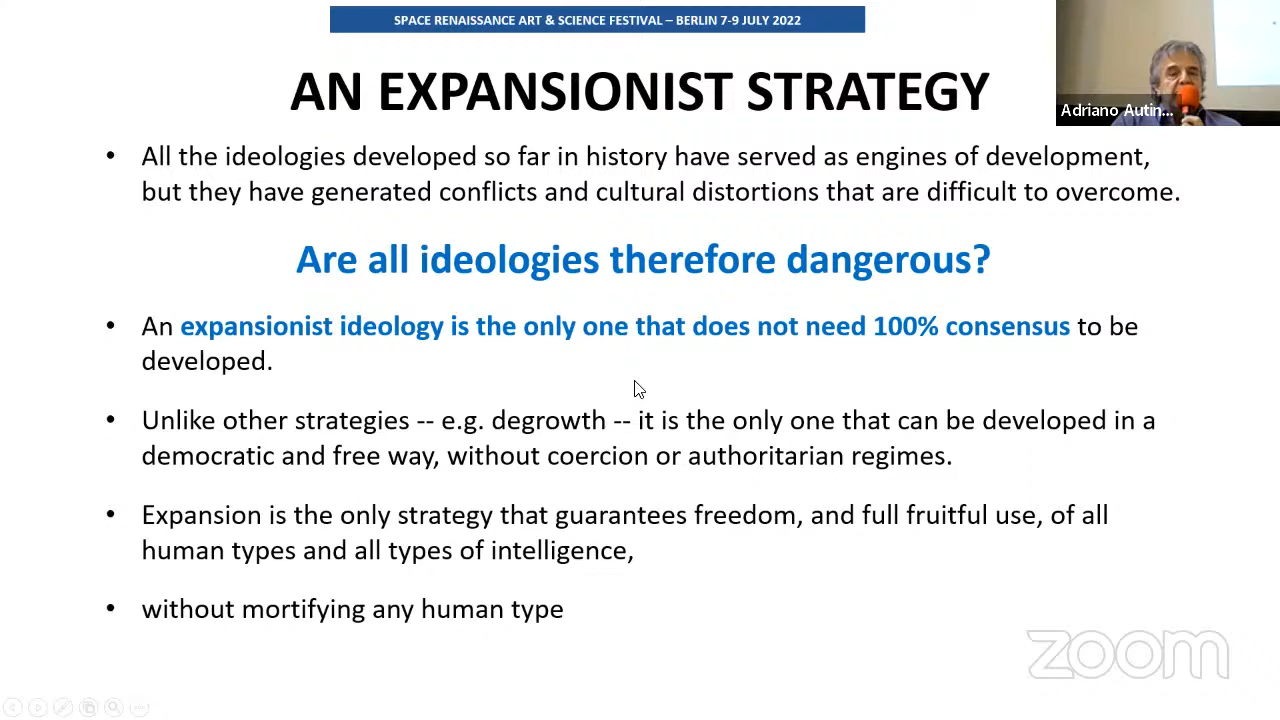 SPACE RENAISSANCE ART & SCIENCE FESTIVAL – BERLIN 7-9 JULY 2022
AN EXPANSIONIST STRATEGY
Adriano Autin...
• All the ideologies developed so far in history have served as engines of development,
but they have generated conflicts and cultural distortions that are difficult to overcome.
Are all ideologies therefore dangerous?
• An expansionist ideology is the only one that does not need 100% consensus to be
developed.
• Unlike other strategies -- e.g. degrowth -- it is the only one that can be developed in a
democratic and free way, without coercion or authoritarian regimes.
• Expansion is the only strategy that guarantees freedom, and full fruitful use, of all
human types and all types of intelligence,
• without mortifying any human type
zoom